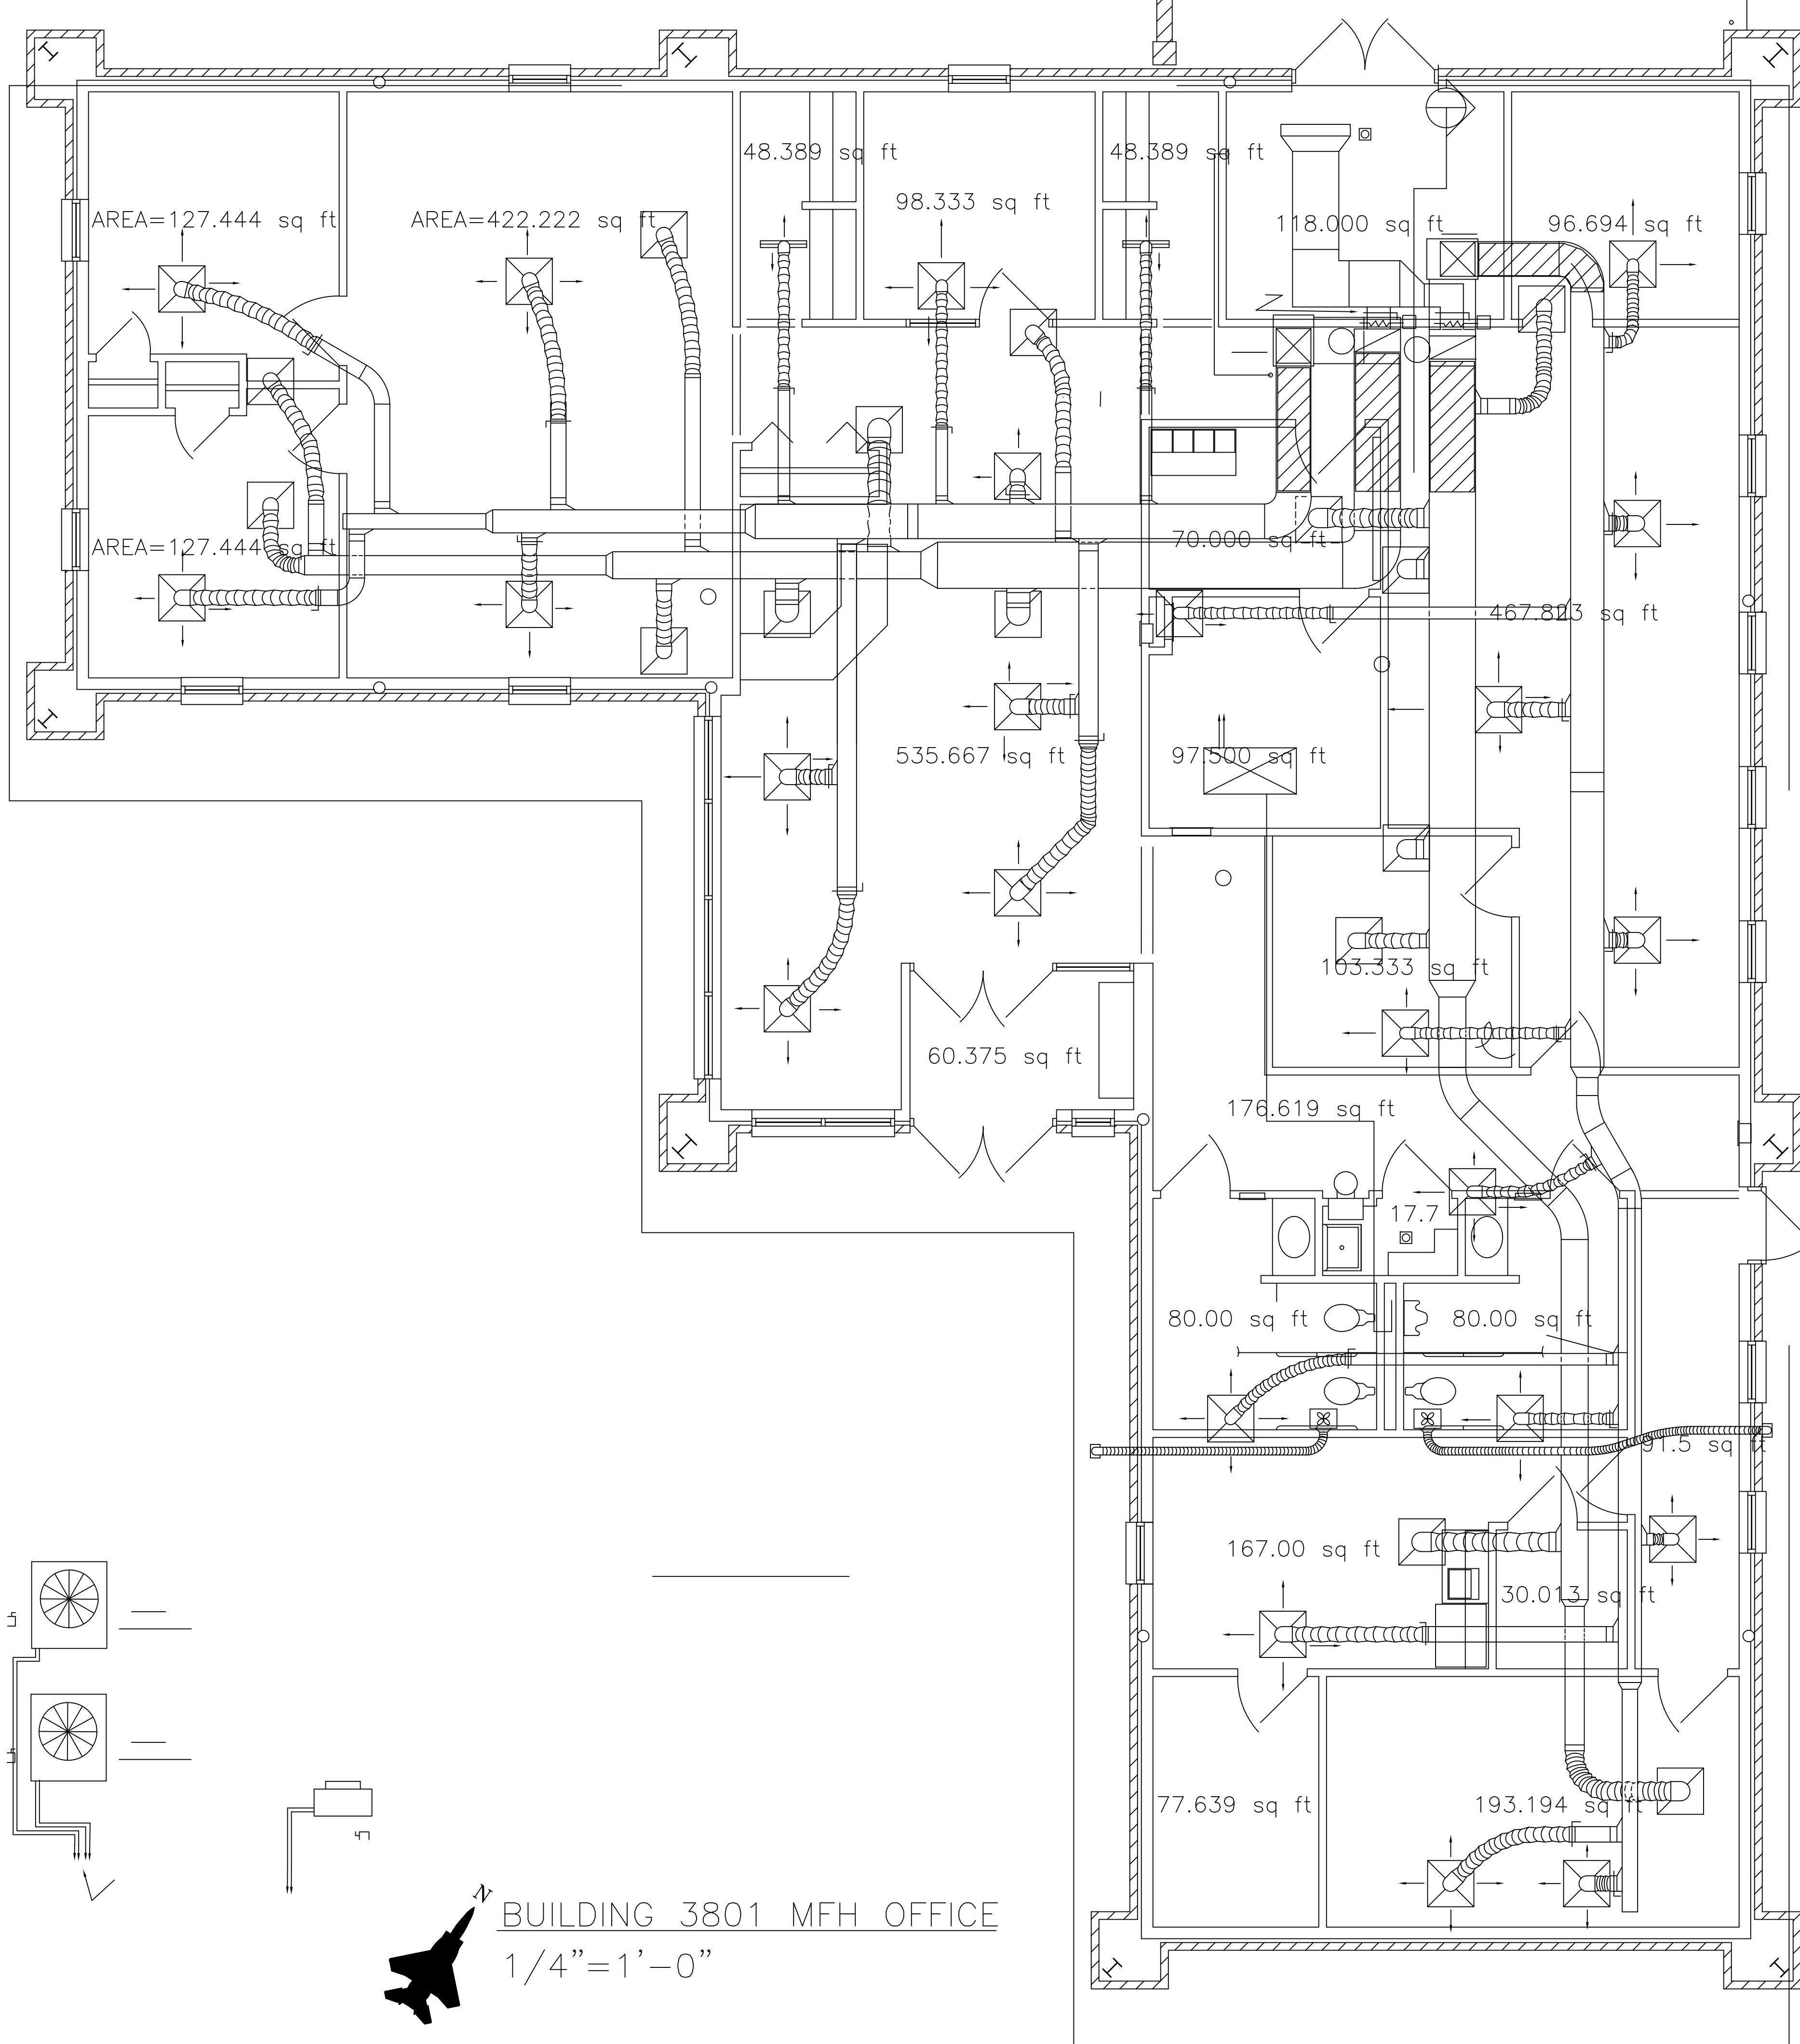 48.389 sq ft
48.389 sq ft
98.333 sq ft
AREA=127.444 sq ft
AREA=422.222 sq ft
118.000 sq ft
96.694 sq ft
AREA=127.444 sq ft
70.000 sq ft
467.823 sq ft
535.667 sq ft
97.500 sq ft
103.333 sq ft
60.375 sq ft
176.619 sq ft
17.7
80.00 sq ft
80.00 sq ft
91.5 sq ft
167.00 sq ft
30.013 sq ft
77.639 sq ft
193.194 sq ft
N
BUILDING 3801 MFH OFFICE
1/4"=1'-0"